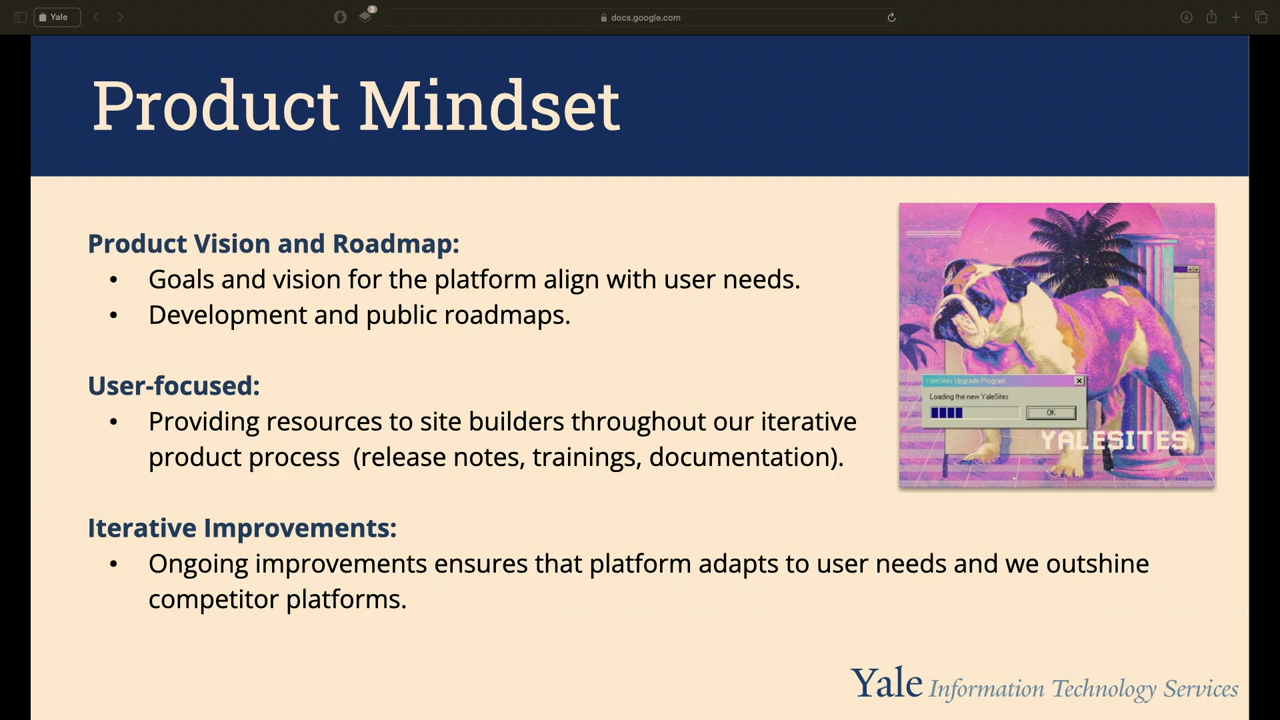 Yale
3
docs.google.com
Product Mindset
Product Vision and Roadmap:
• Goals and vision for the platform align with user needs.
• Development and public roadmaps.
User-focused:
• Providing resources to site builders throughout our iterative
product process (release notes, trainings, documentation).
Iterative Improvements:
• Ongoing improvements ensures that platform adapts to user needs and we outshine
competitor platforms.
YaleSites Upgrade Program
Loading the new YaleSites
OK
YALESITES
Yale Information Technology Services